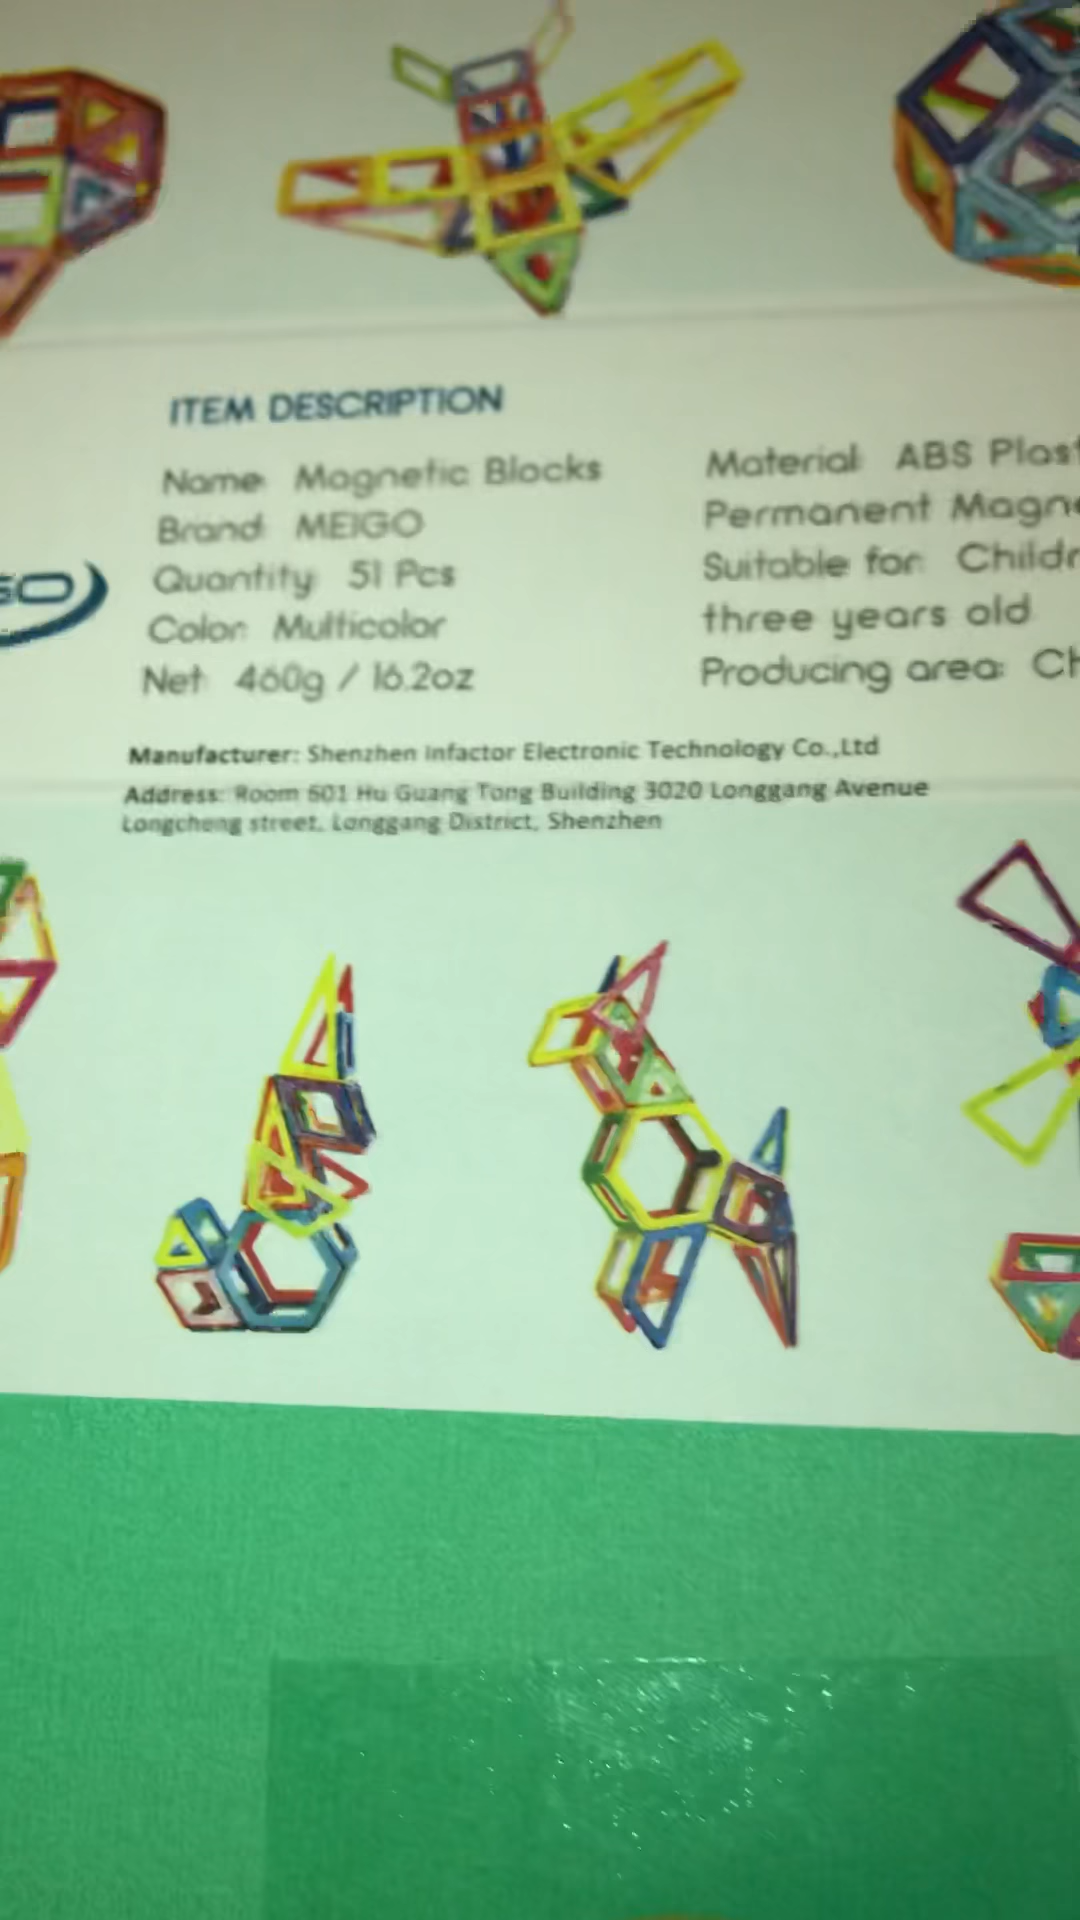 ITEM DESCRIPTION
Name: Magnetic Blocks
Brand: MEIGO
Quantity: 51 Pcs
Color: Multicolor
Net: 460g / 16.2oz
Material: ABS
Permanent
Suitable for:
three years old
Producing area:
Manufacturer: Shenzhen Infactor Electronic Technology Co.,Ltd
Address: Room 601 Hu Guang Tong Building 3020 Longgang Avenue
Longcheng street, Longgang District, Shenzhen